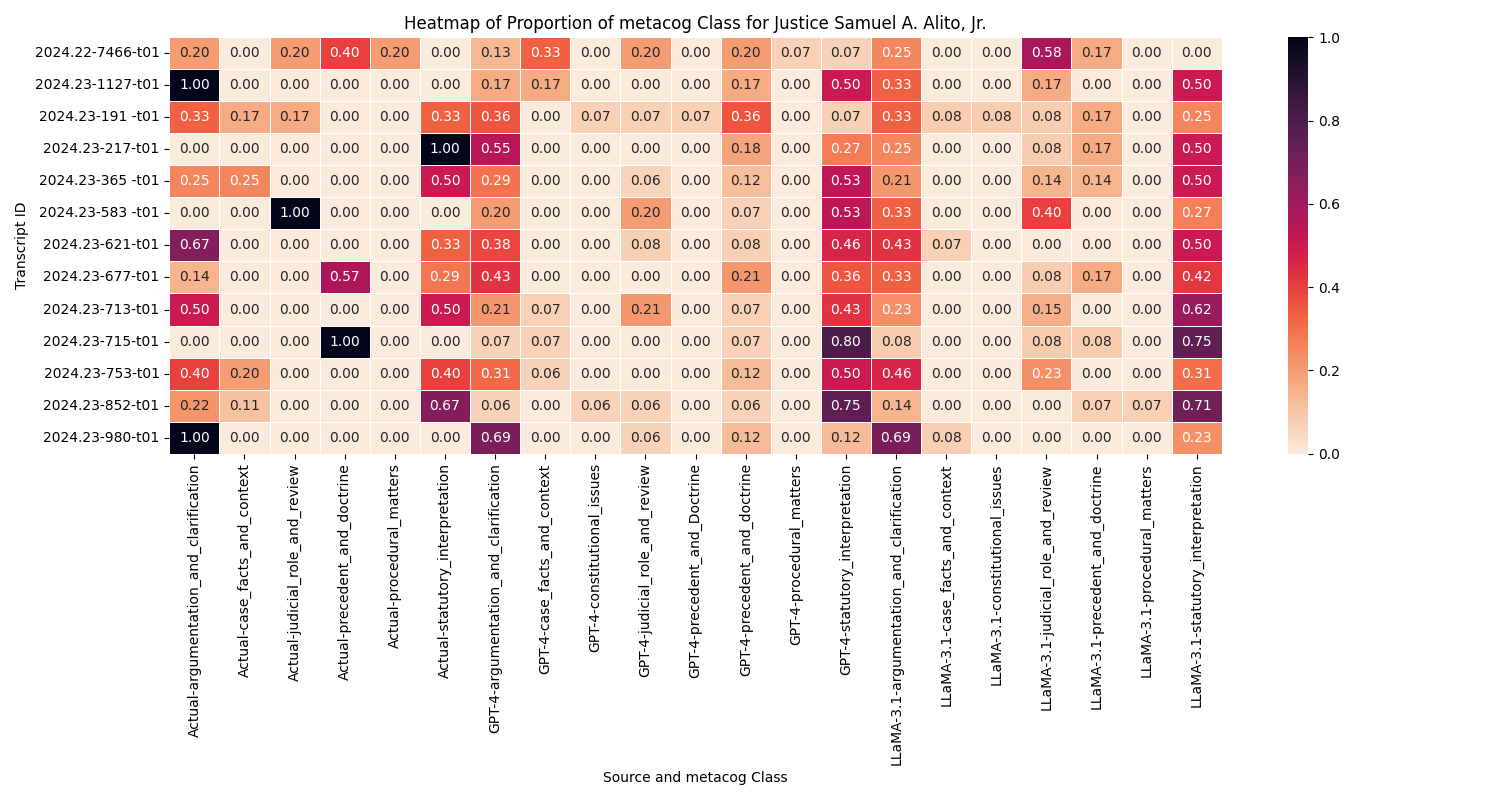 Heatmap of Proportion of metacog Class for Justice Samuel A. Alito, Jr.
2024.22-7466-t01 0.20 0.00 0.20 0.40 0.20 0.00 0.13 0.33 0.00 0.20 0.00 0.20 0.07 0.07 0.25 0.00 0.00 0.58 0.17 0.00 0.00
2024.23-1127-t01 1.00 0.00 0.00 0.00 0.00 0.00 0.17 0.17 0.00 0.00 0.00 0.17 0.00 0.50 0.33 0.00 0.00 0.17 0.00 0.00 0.50
2024.23-191 -t01 0.33 0.17 0.17 0.00 0.00 0.33 0.36 0.00 0.07 0.07 0.07 0.36 0.00 0.07 0.33 0.08 0.08 0.08 0.17 0.00 0.25
2024.23-217-t01 0.00 0.00 0.00 0.00 0.00 1.00 0.55 0.00 0.00 0.00 0.00 0.18 0.00 0.27 0.25 0.00 0.00 0.08 0.17 0.00 0.50
2024.23-365 -t01 0.25 0.25 0.00 0.00 0.00 0.50 0.29 0.00 0.00 0.06 0.00 0.12 0.00 0.53 0.21 0.00 0.00 0.14 0.14 0.00 0.50
2024.23-583 -t01 0.00 0.00 1.00 0.00 0.00 0.00 0.20 0.00 0.00 0.20 0.00 0.07 0.00 0.53 0.33 0.00 0.00 0.40 0.00 0.00 0.27
2024.23-621-t01 0.67 0.00 0.00 0.00 0.00 0.33 0.38 0.00 0.00 0.08 0.00 0.08 0.00 0.46 0.43 0.07 0.00 0.00 0.00 0.00 0.50
2024.23-677-t01 0.14 0.00 0.00 0.57 0.00 0.29 0.43 0.00 0.00 0.00 0.00 0.21 0.00 0.36 0.33 0.00 0.00 0.08 0.17 0.00 0.42
2024.23-713-t01 0.50 0.00 0.00 0.00 0.00 0.50 0.21 0.07 0.00 0.21 0.00 0.07 0.00 0.43 0.23 0.00 0.00 0.15 0.00 0.00 0.62
2024.23-715-t01 0.00 0.00 0.00 1.00 0.00 0.00 0.07 0.07 0.00 0.00 0.00 0.07 0.00 0.80 0.08 0.00 0.00 0.08 0.08 0.00 0.75
2024.23-753-t01 0.40 0.20 0.00 0.00 0.00 0.40 0.31 0.06 0.00 0.00 0.00 0.12 0.00 0.50 0.46 0.00 0.00 0.23 0.00 0.00 0.31
2024.23-852-t01 0.22 0.11 0.00 0.00 0.00 0.67 0.06 0.00 0.06 0.06 0.00 0.06 0.00 0.75 0.14 0.00 0.00 0.00 0.07 0.07 0.71
2024.23-980-t01 1.00 0.00 0.00 0.00 0.00 0.00 0.69 0.00 0.00 0.06 0.00 0.12 0.00 0.12 0.69 0.08 0.00 0.00 0.00 0.00 0.23
Transcript ID
Actual-argumentation_and_clarification
Actual-case_facts_and_context
Actual-judicial_role_and_review
Actual-precedent_and_doctrine
Actual-procedural_matters
Actual-statutory_interpretation
GPT-4-argumentation_and_clarification
GPT-4-case_facts_and_context
GPT-4-constitutional_issues
GPT-4-judicial_role_and_review
GPT-4-precedent_and_Doctrine
GPT-4-precedent_and_doctrine
GPT-4-procedural_matters
GPT-4-statutory_interpretation
LLaMA-3.1-argumentation_and_clarification
LLaMA-3.1-case_facts_and_context
LLaMA-3.1-constitutional_issues
LLaMA-3.1-judicial_role_and_review
LLaMA-3.1-precedent_and_doctrine
LLaMA-3.1-procedural_matters
LLaMA-3.1-statutory_interpretation
Source and metacog Class
1.0
0.8
0.6
0.4
0.2
0.0